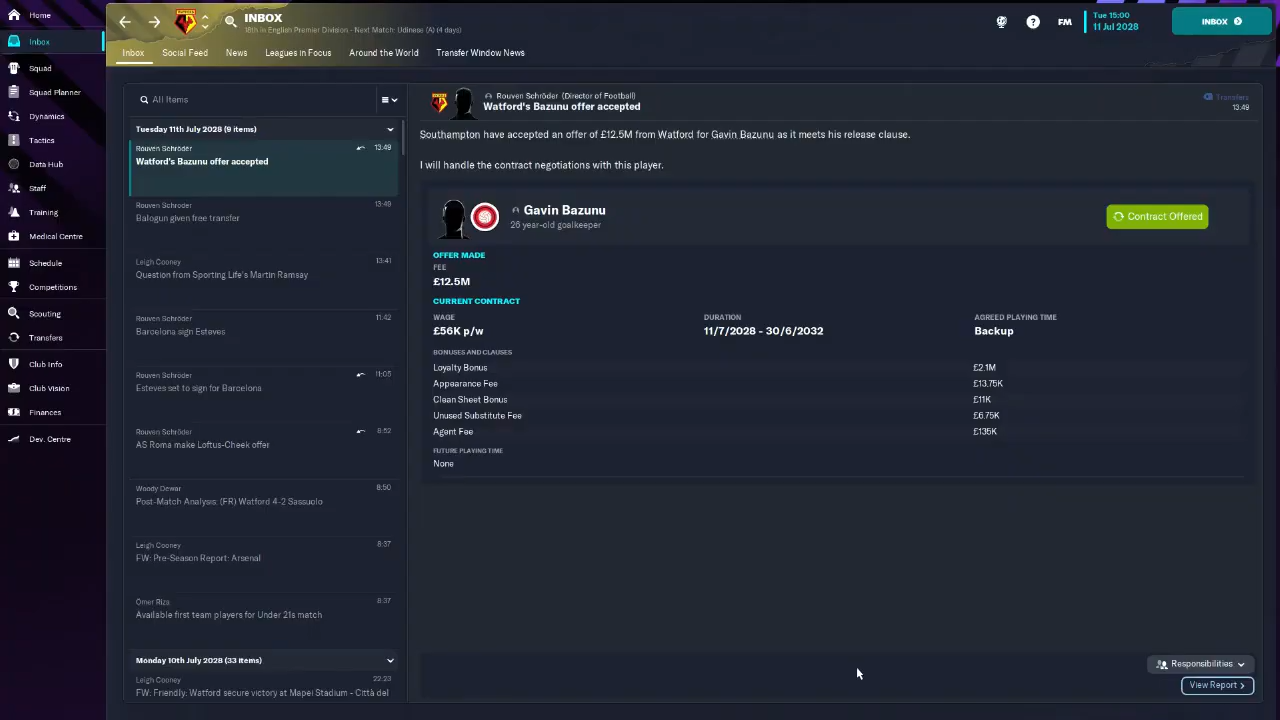 Home
Inbox
Squad
Squad Planner
Dynamics
Tactics
Data Hub
Staff
Training
Medical Centre
Schedule
Competitions
Scouting
Transfers
Club Info
Club Vision
Finances
Dev. Centre
INBOX
18th in English Premier Division - Next Match: Udinese (A) (4 days)
FM
Tue 15:00
11 Jul 2028
INBOX
Inbox Social Feed News Leagues in Focus Around the World Transfer Window News
All Items
Tuesday 11th July 2028 (9 items)
Rouven Schröder 13:49
Watford's Bazunu offer accepted
Rouven Schröder 13:49
Balogun given free transfer
Leigh Cooney 13:41
Question from Sporting Life's Martin Ramsay
Rouven Schröder 11:42
Barcelona sign Esteves
Rouven Schröder 11:05
Esteves set to sign for Barcelona
Rouven Schröder 8:52
AS Roma make Loftus-Cheek offer
Woody Dewar 8:50
Post-Match Analysis: (FR) Watford 4-2 Sassuolo
Leigh Cooney 8:37
FW: Pre-Season Report: Arsenal
Ömer Riza 8:37
Available first team players for Under 21s match
Monday 10th July 2028 (33 items)
Leigh Cooney 22:23
FW: Friendly: Watford secure victory at Mapei Stadium - Città del
Rouven Schröder (Director of Football)
Watford's Bazunu offer accepted
Transfers
13:49
Southampton have accepted an offer of £12.5M from Watford for Gavin Bazunu as it meets his release clause.
I will handle the contract negotiations with this player.
Gavin Bazunu
26 year-old goalkeeper
Contract Offered
OFFER MADE
FEE
£12.5M
CURRENT CONTRACT
WAGE DURATION AGREED PLAYING TIME
£56K p/w 11/7/2028 - 30/6/2032 Backup
BONUSES AND CLAUSES
Loyalty Bonus £2.1M
Appearance Fee £13.75K
Clean Sheet Bonus £11K
Unused Substitute Fee £6.75K
Agent Fee £135K
FUTURE PLAYING TIME
None
Responsibilities
View Report